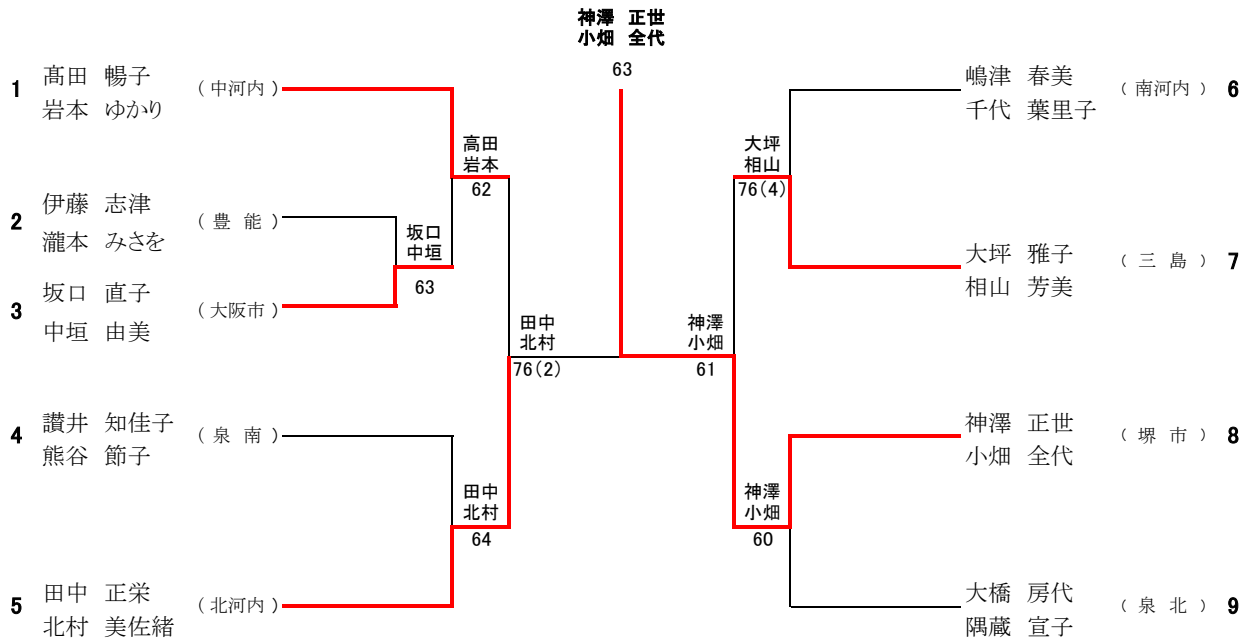 神澤 正世
小畑 全代
63
1 髙田 暢子 (中河内)
岩本 ゆかり
高田
岩本
62
2 伊藤 志津 (豊 能)
瀧本 みさを
坂口
中垣
63
3 坂口 直子 (大阪市)
中垣 由美
田中
北村
76(2)
4 讃井 知佳子 (泉 南)
熊谷 節子
田中
北村
64
5 田中 正栄 (北河内)
北村 美佐緒
嶋津 春美 (南河内) 6
千代 葉里子
大坪
相山
76(4)
大坪 雅子 (三 島) 7
相山 芳美
神澤
小畑
61
神澤 正世 (堺 市) 8
小畑 全代
神澤
小畑
60
大橋 房代 (泉 北) 9
隅蔵 宣子